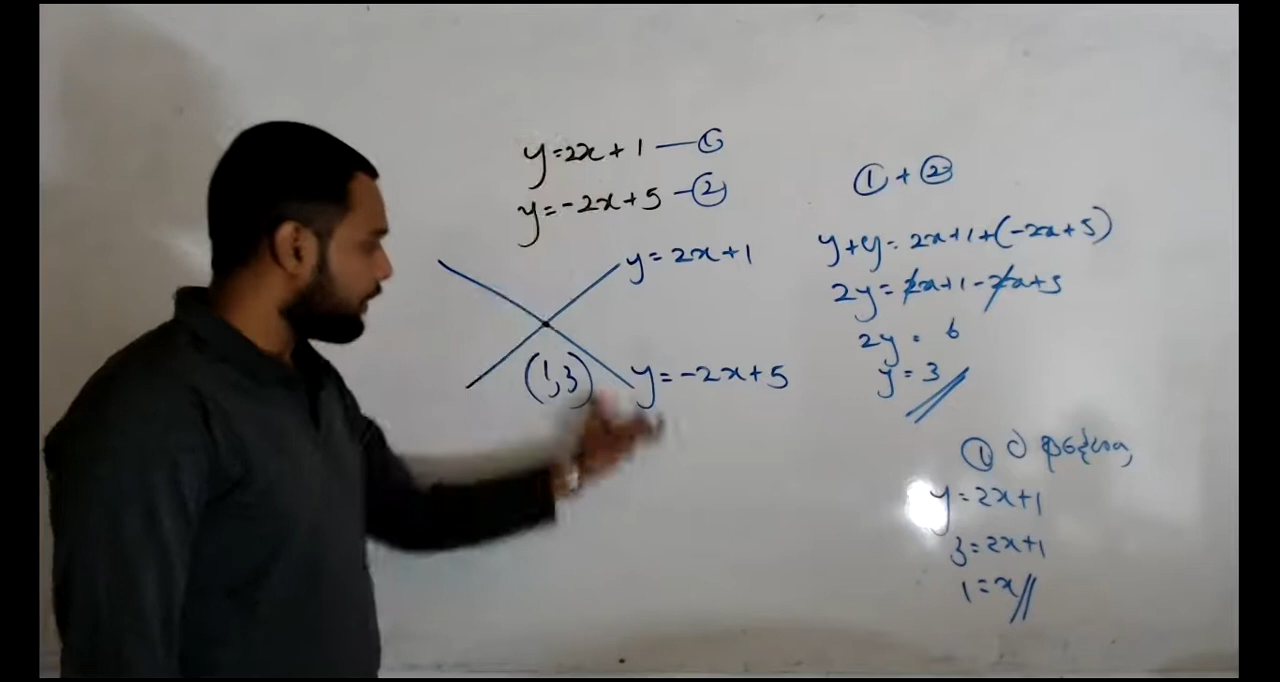 y=2x+1 — ①
y=-2x+5 - ②
y=2x+1
(1,3)
y=-2x+5
① + ②
y+y=2x+1+(-2x+5)
2y=2x+1-2x+5
2y=6
y=3
①
y=2x+1
3=2x+1
1=x